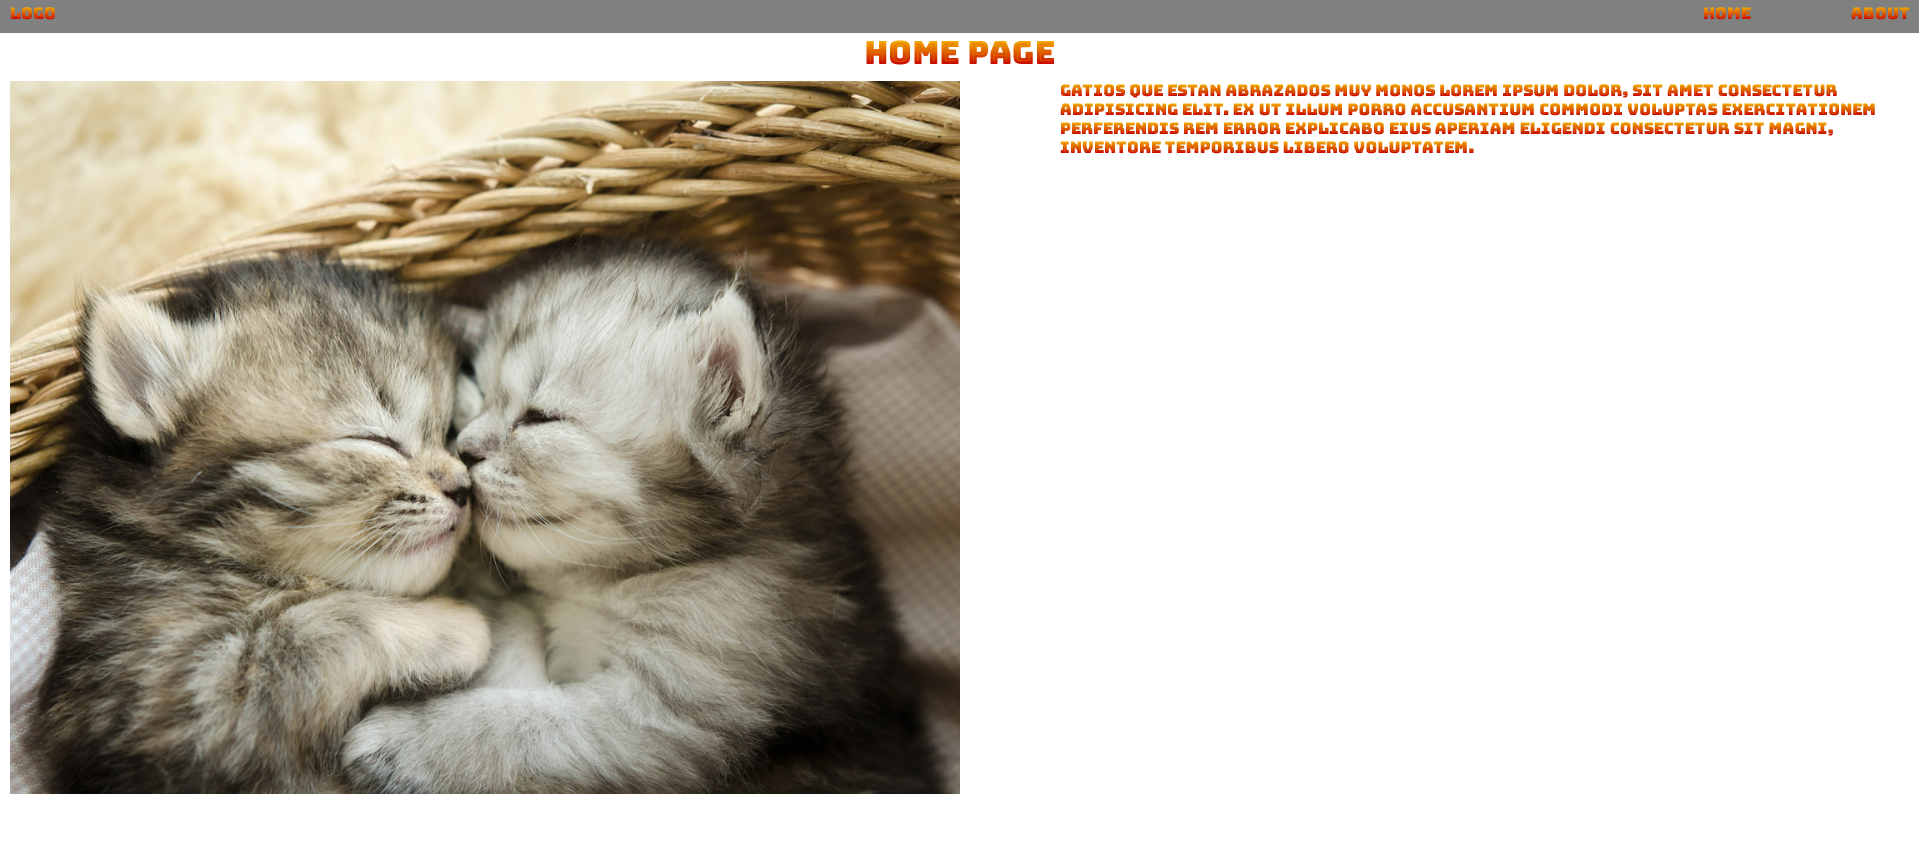 LOGO
HOME
ABOUT
HOME PAGE
GATIOS QUE ESTAN ABRAZADOS MUY MONOS LOREM IPSUM DOLOR, SIT AMET CONSECTETUR
ADIPISICING ELIT. EX UT ILLUM PORRO ACCUSANTIUM COMMODI VOLUPTAS EXERCITATIONEM
PERFERENDIS REM ERROR EXPLICABO EIUS APERIAM ELIGENDI CONSECTETUR SIT MAGNI,
INVENTORE TEMPORIBUS LIBERO VOLUPTATEM.